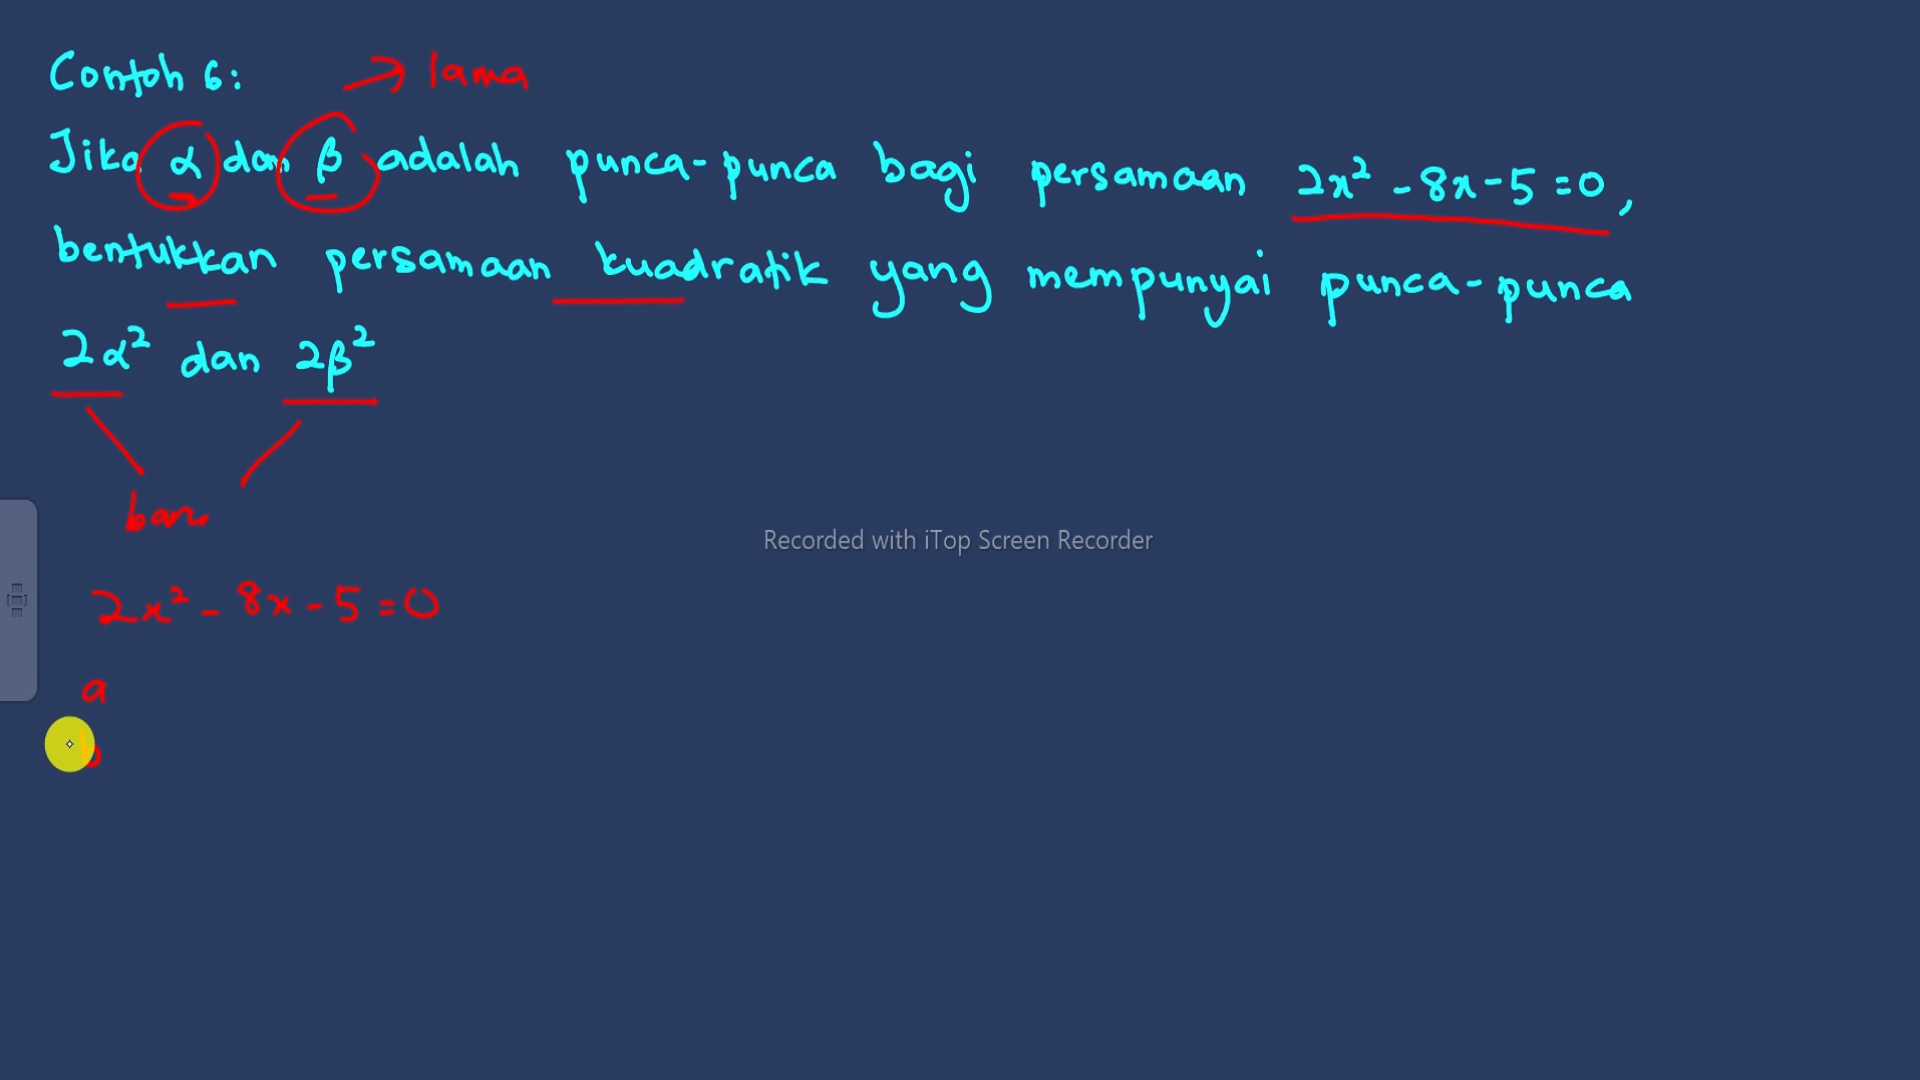 Contoh 6:
→ lama
Jika α dan β adalah punca-punca bagi persamaan 2x² - 8x - 5 = 0,
bentukkan persamaan kuadratik yang mempunyai punca-punca
2α² dan 2β²
baru
Recorded with iTop Screen Recorder
2x² - 8x - 5 = 0
a
b